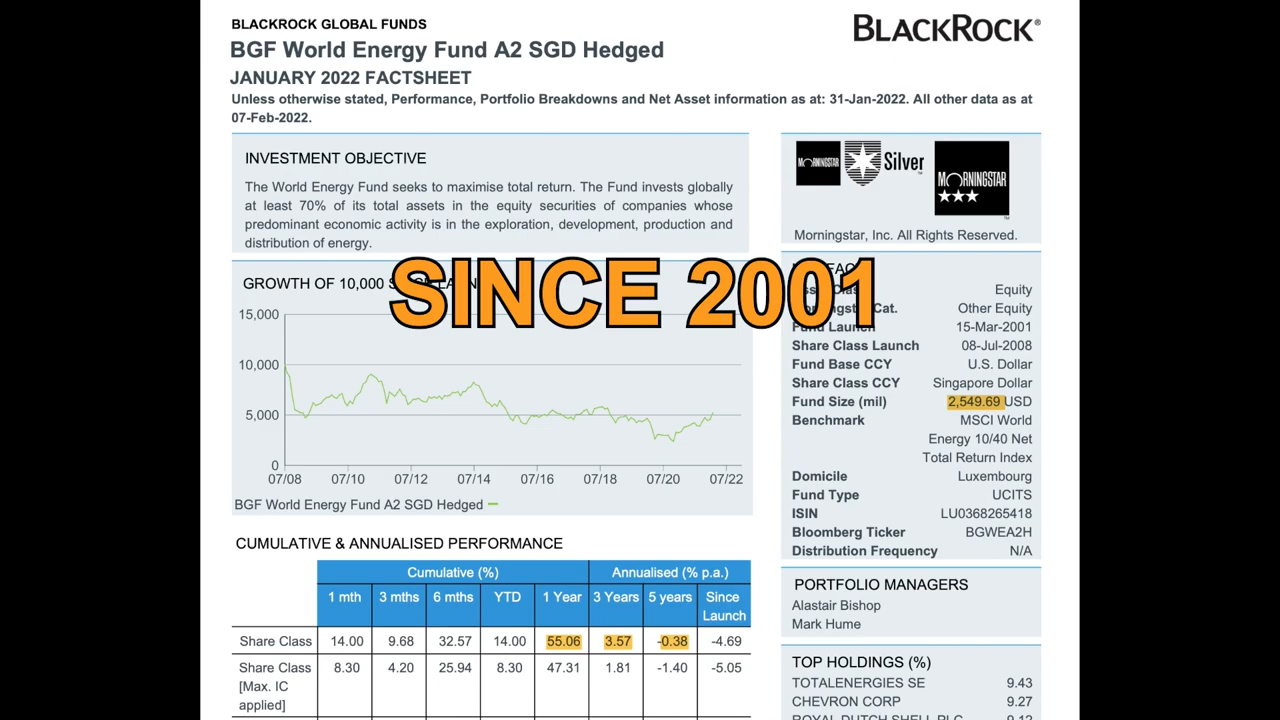 BLACKROCK GLOBAL FUNDS
BGF World Energy Fund A2 SGD Hedged
JANUARY 2022 FACTSHEET
Unless otherwise stated, Performance, Portfolio Breakdowns and Net Asset information as at: 31-Jan-2022. All other data as at
07-Feb-2022.
BLACKROCK®
INVESTMENT OBJECTIVE
The World Energy Fund seeks to maximise total return. The Fund invests globally
at least 70% of its total assets in the equity securities of companies whose
predominant economic activity is in the exploration, development, production and
distribution of energy.
MORNINGSTAR
Silver™
MORNINGSTAR
Morningstar, Inc. All Rights Reserved.
SINCE 2001
GROWTH OF 10,000
15,000
10,000
5,000
0
07/08 07/10 07/12 07/14 07/16 07/18 07/20 07/22
BGF World Energy Fund A2 SGD Hedged
Equity
Cat. Other Equity
Fund Launch 15-Mar-2001
Share Class Launch 08-Jul-2008
Fund Base CCY U.S. Dollar
Share Class CCY Singapore Dollar
Fund Size (mil) 2,549.69 USD
Benchmark MSCI World
Energy 10/40 Net
Total Return Index
Domicile Luxembourg
Fund Type UCITS
ISIN LU0368265418
Bloomberg Ticker BGWEA2H
Distribution Frequency N/A
CUMULATIVE & ANNUALISED PERFORMANCE
Cumulative (%) Annualised (% p.a.)
1 mth 3 mths 6 mths YTD 1 Year 3 Years 5 years Since
Launch
Share Class 14.00 9.68 32.57 14.00 55.06 3.57 -0.38 -4.69
Share Class 8.30 4.20 25.94 8.30 47.31 1.81 -1.40 -5.05
[Max. IC
applied]
PORTFOLIO MANAGERS
Alastair Bishop
Mark Hume
TOP HOLDINGS (%)
TOTALENERGIES SE 9.43
CHEVRON CORP 9.27
ROYAL DUTCH SHELL PLC 9.12